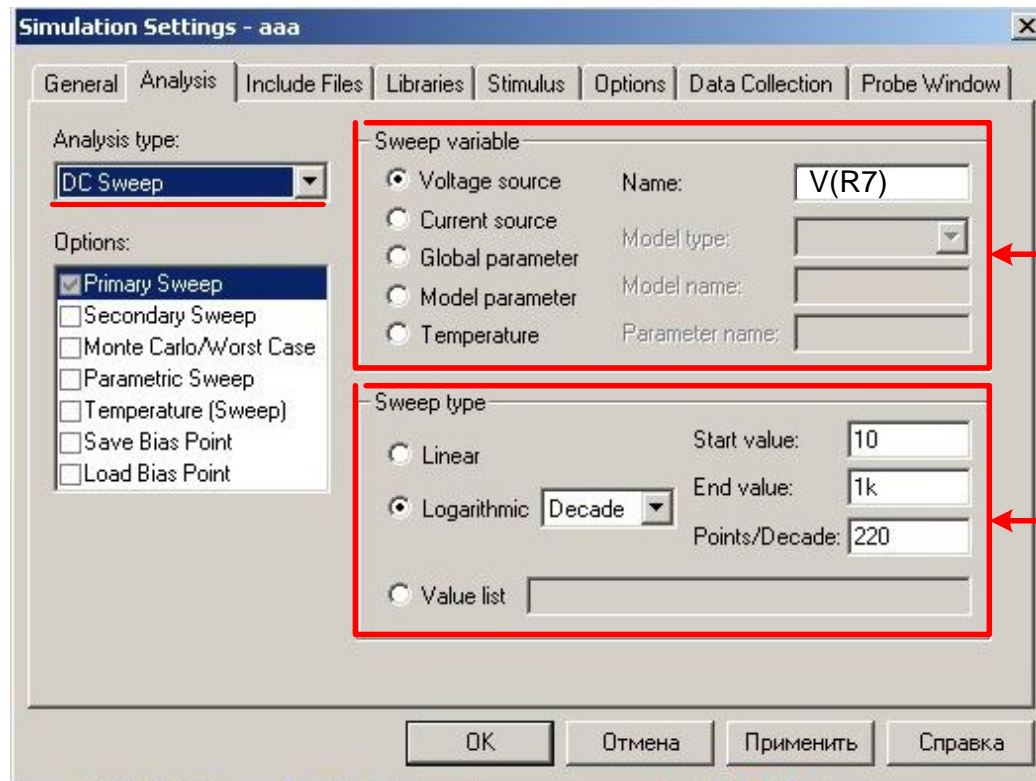 Simulation Settings - aaa
General Analysis Include Files Libraries Stimulus Options Data Collection Probe Window
Analysis type:
DC Sweep
Options:
Primary Sweep
Secondary Sweep
Monte Carlo/Worst Case
Parametric Sweep
Temperature (Sweep)
Save Bias Point
Load Bias Point
Sweep variable
Voltage source
Current source
Global parameter
Model parameter
Temperature
Name: V(R7)
Model type:
Model name:
Parameter name:
Sweep type
Linear
Logarithmic Decade
Value list
Start value: 10
End value: 1k
Points/Decade: 220
OK Отмена Применить Справка